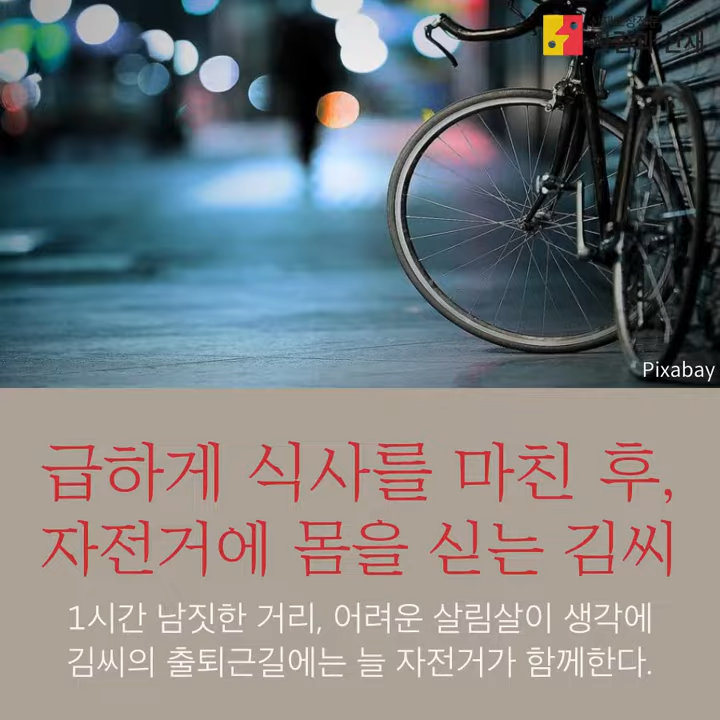 Pixabay
급하게 식사를 마친 후,
자전거에 몸을 싣는 김씨
1시간 남짓한 거리, 어려운 살림살이 생각에
김씨의 출퇴근길에는 늘 자전거가 함께한다.